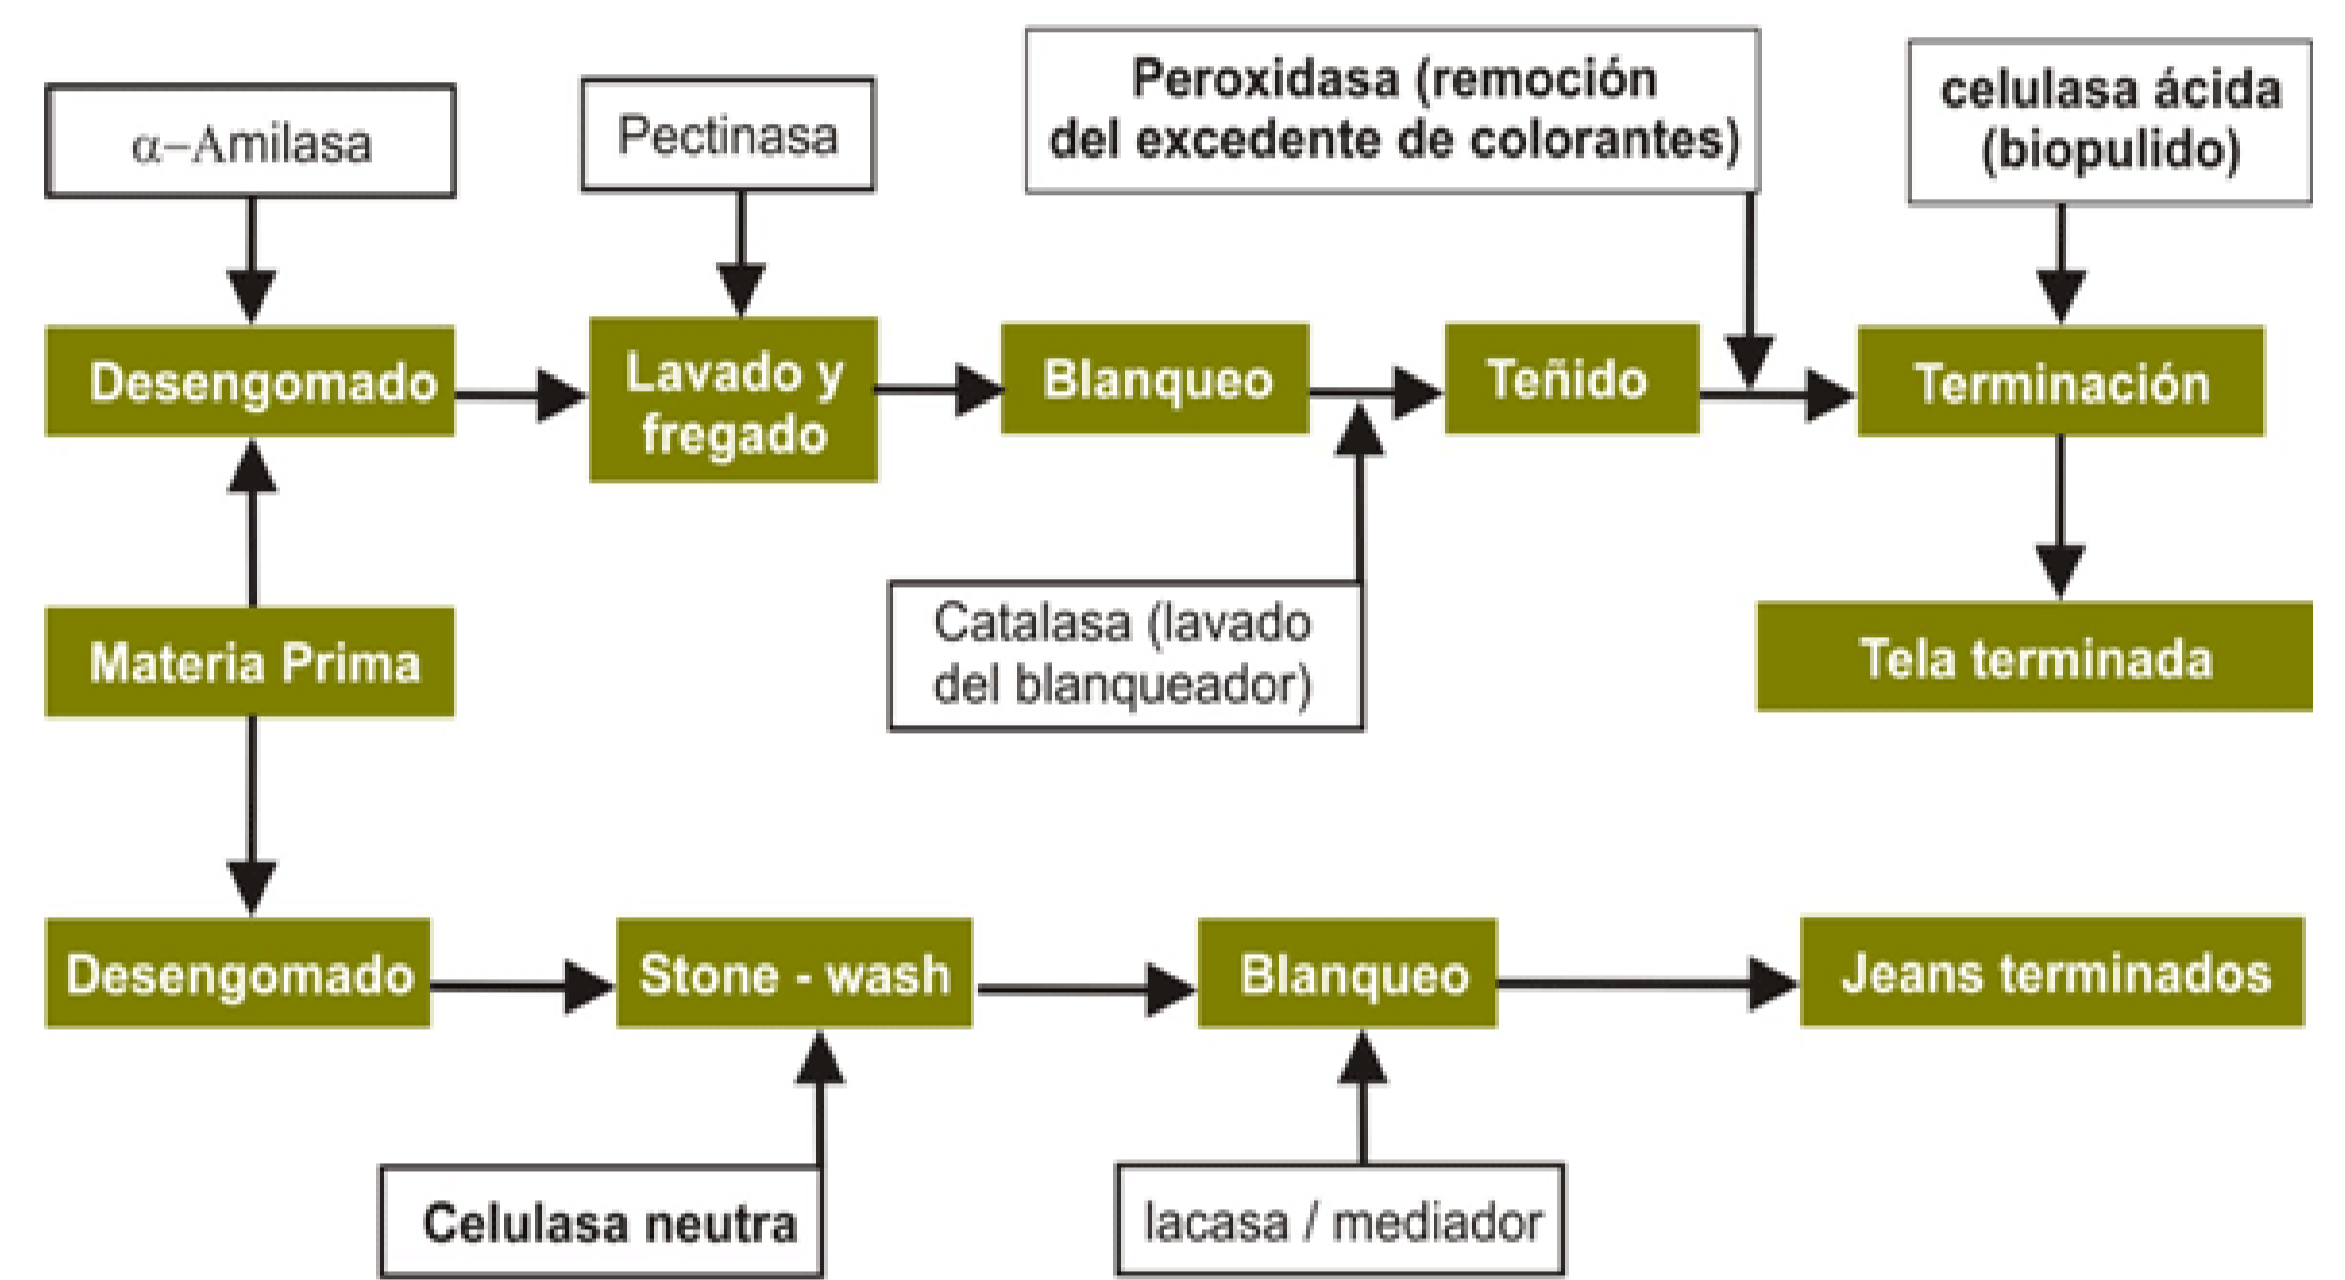 α–Amilasa
Pectinasa
Peroxidasa (remoción
del excedente de colorantes)
celulasa ácida
(biopulido)
Desengomado
Lavado y
fregado
Blanqueo
Teñido
Terminación
Catalasa (lavado
del blanqueador)
Materia Prima
Tela terminada
Desengomado
Stone - wash
Blanqueo
Jeans terminados
Celulasa neutra
lacasa / mediador